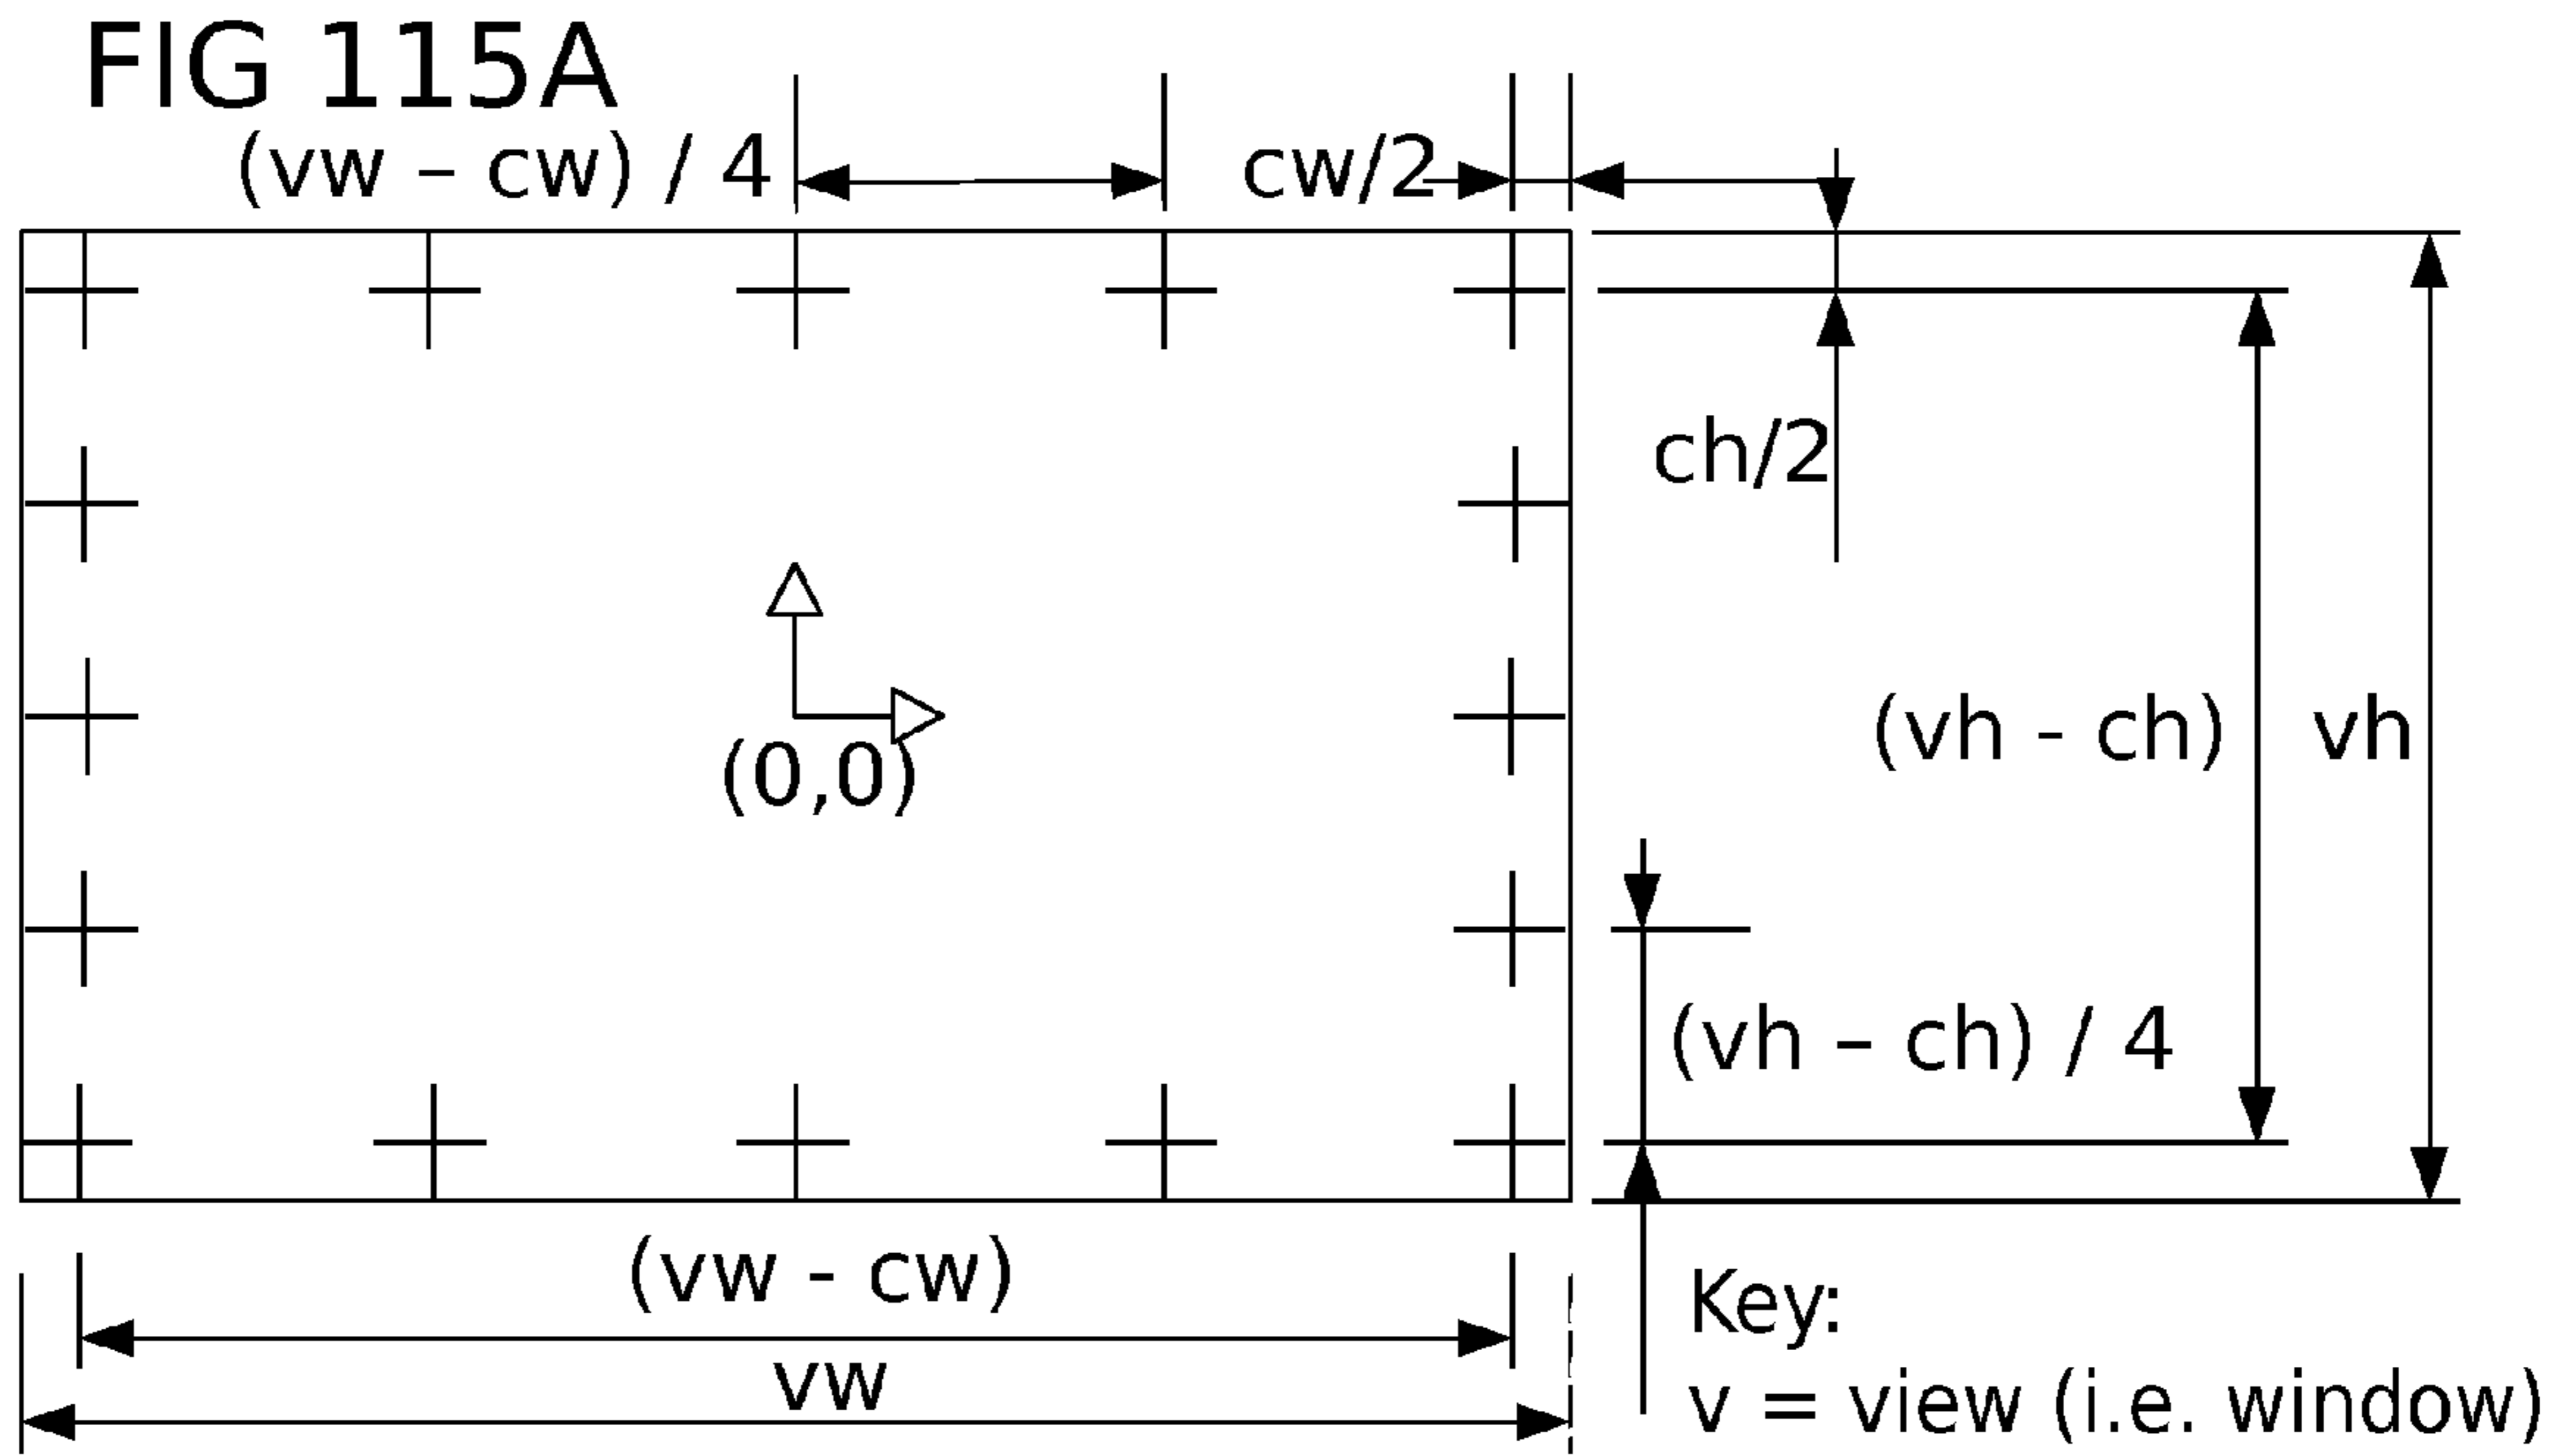 FIG 115A
(vw – cw) / 4
cw/2
ch/2
(vh - ch)
vh
(0,0)
(vh – ch) / 4
(vw - cw)
vw
Key:
v = view (i.e. window)